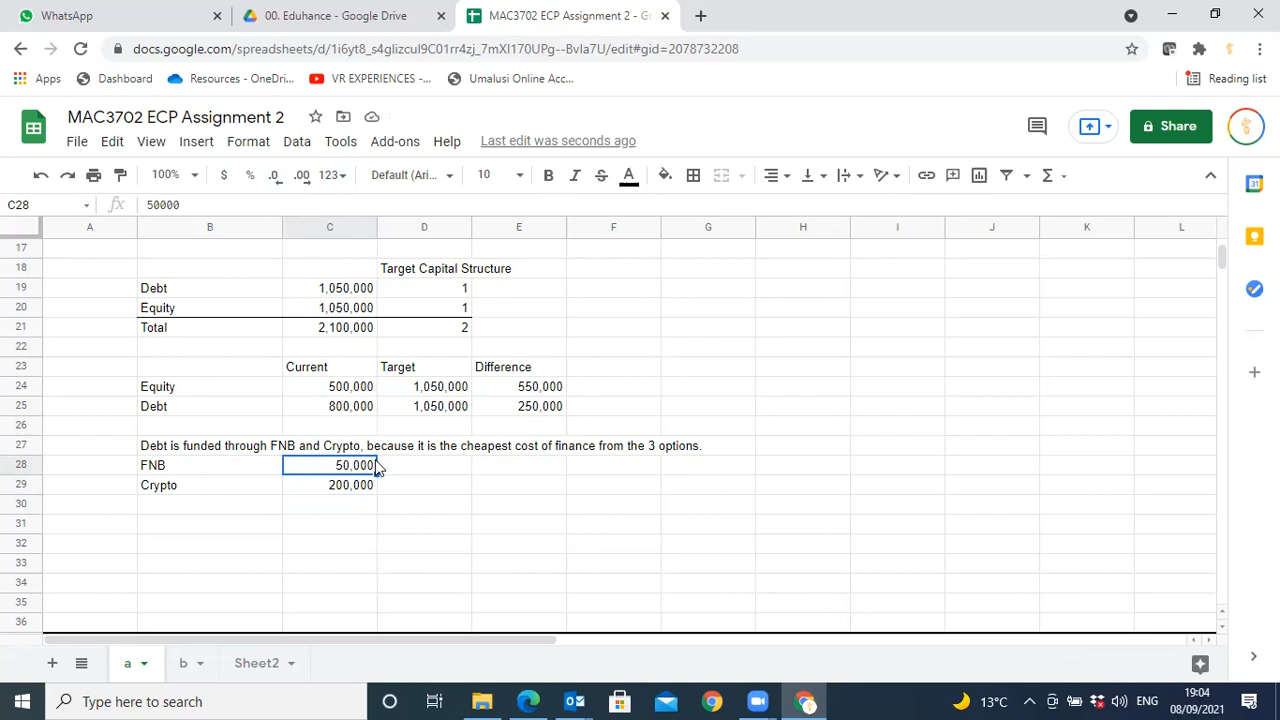 WhatsApp
00. Eduhance - Google Drive
MAC3702 ECP Assignment 2 - Go
docs.google.com/spreadsheets/d/1i6yt8_s4glizcuI9C01rr4zj_7mXI170UPg--BvIa7U/edit#gid=2078732208
Apps Dashboard Resources - OneDri... VR EXPERIENCES -... Umalusi Online Acc... Reading list
MAC3702 ECP Assignment 2
Share
File Edit View Insert Format Data Tools Add-ons Help Last edit was seconds ago
100% $ % .0 .00 123 Default (Ari... 10 B I S A Σ
C28 fx 50000
A B C D E F G H I J K L
17
18 Target Capital Structure
19 Debt 1,050,000 1
20 Equity 1,050,000 1
21 Total 2,100,000 2
22
23 Current Target Difference
24 Equity 500,000 1,050,000 550,000
25 Debt 800,000 1,050,000 250,000
26
27 Debt is funded through FNB and Crypto, because it is the cheapest cost of finance from the 3 options.
28 FNB 50,000
29 Crypto 200,000
30
31
32
33
34
35
36
a b Sheet2
Type here to search
13°C ENG 19:04
08/09/2021